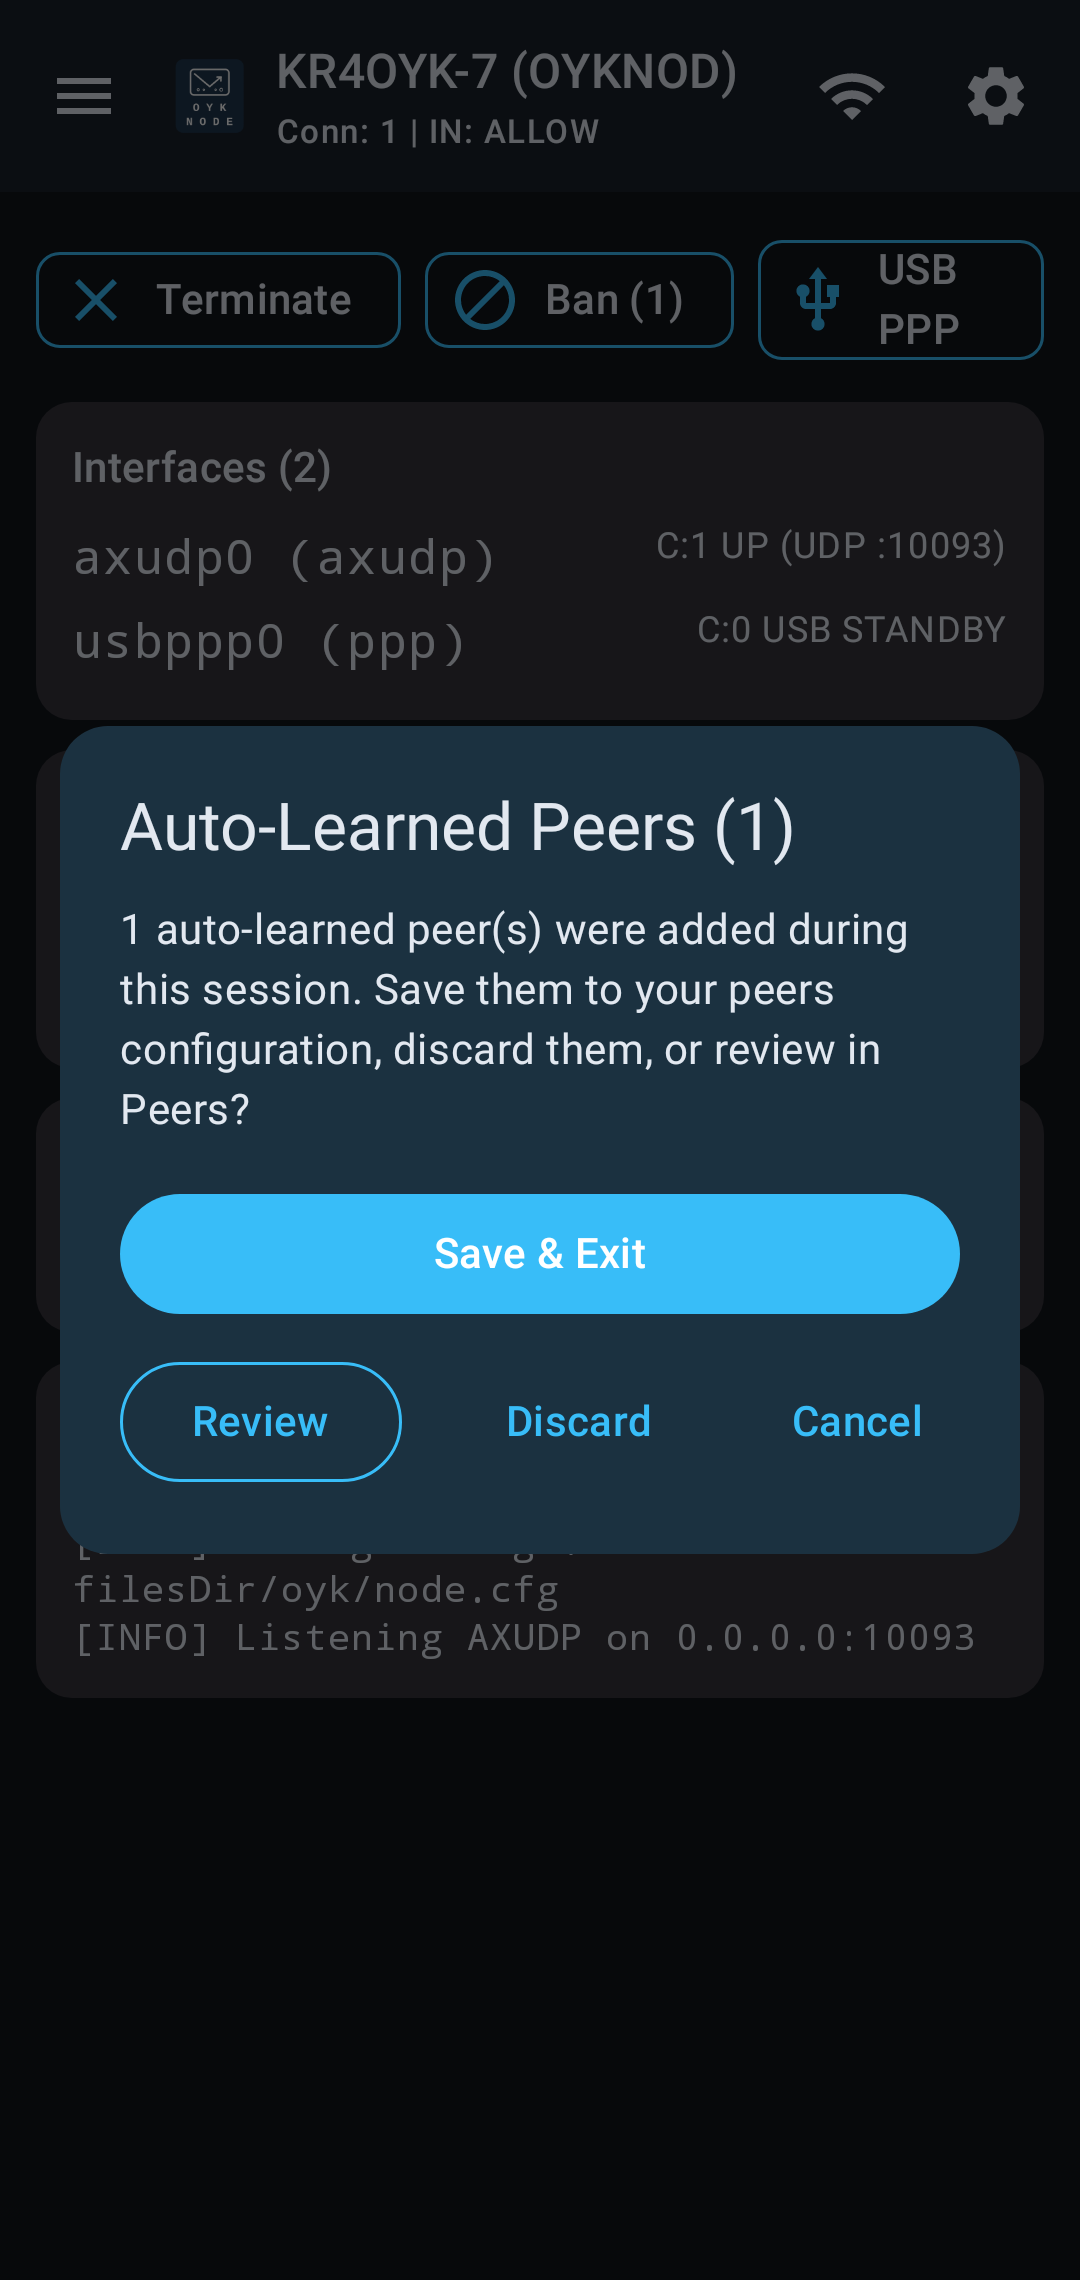 KR4OYK-7 (OYKNOD)
Conn: 1 | IN: ALLOW
OYK
NODE
Terminate
Ban (1)
USB
PPP
Interfaces (2)
axudp0 (axudp)
C:1 UP (UDP :10093)
usbppp0 (ppp)
C:0 USB STANDBY
Auto-Learned Peers (1)
1 auto-learned peer(s) were added during
this session. Save them to your peers
configuration, discard them, or review in
Peers?
Save & Exit
Review
Discard
Cancel
filesDir/oyk/node.cfg
[INFO] Listening AXUDP on 0.0.0.0:10093